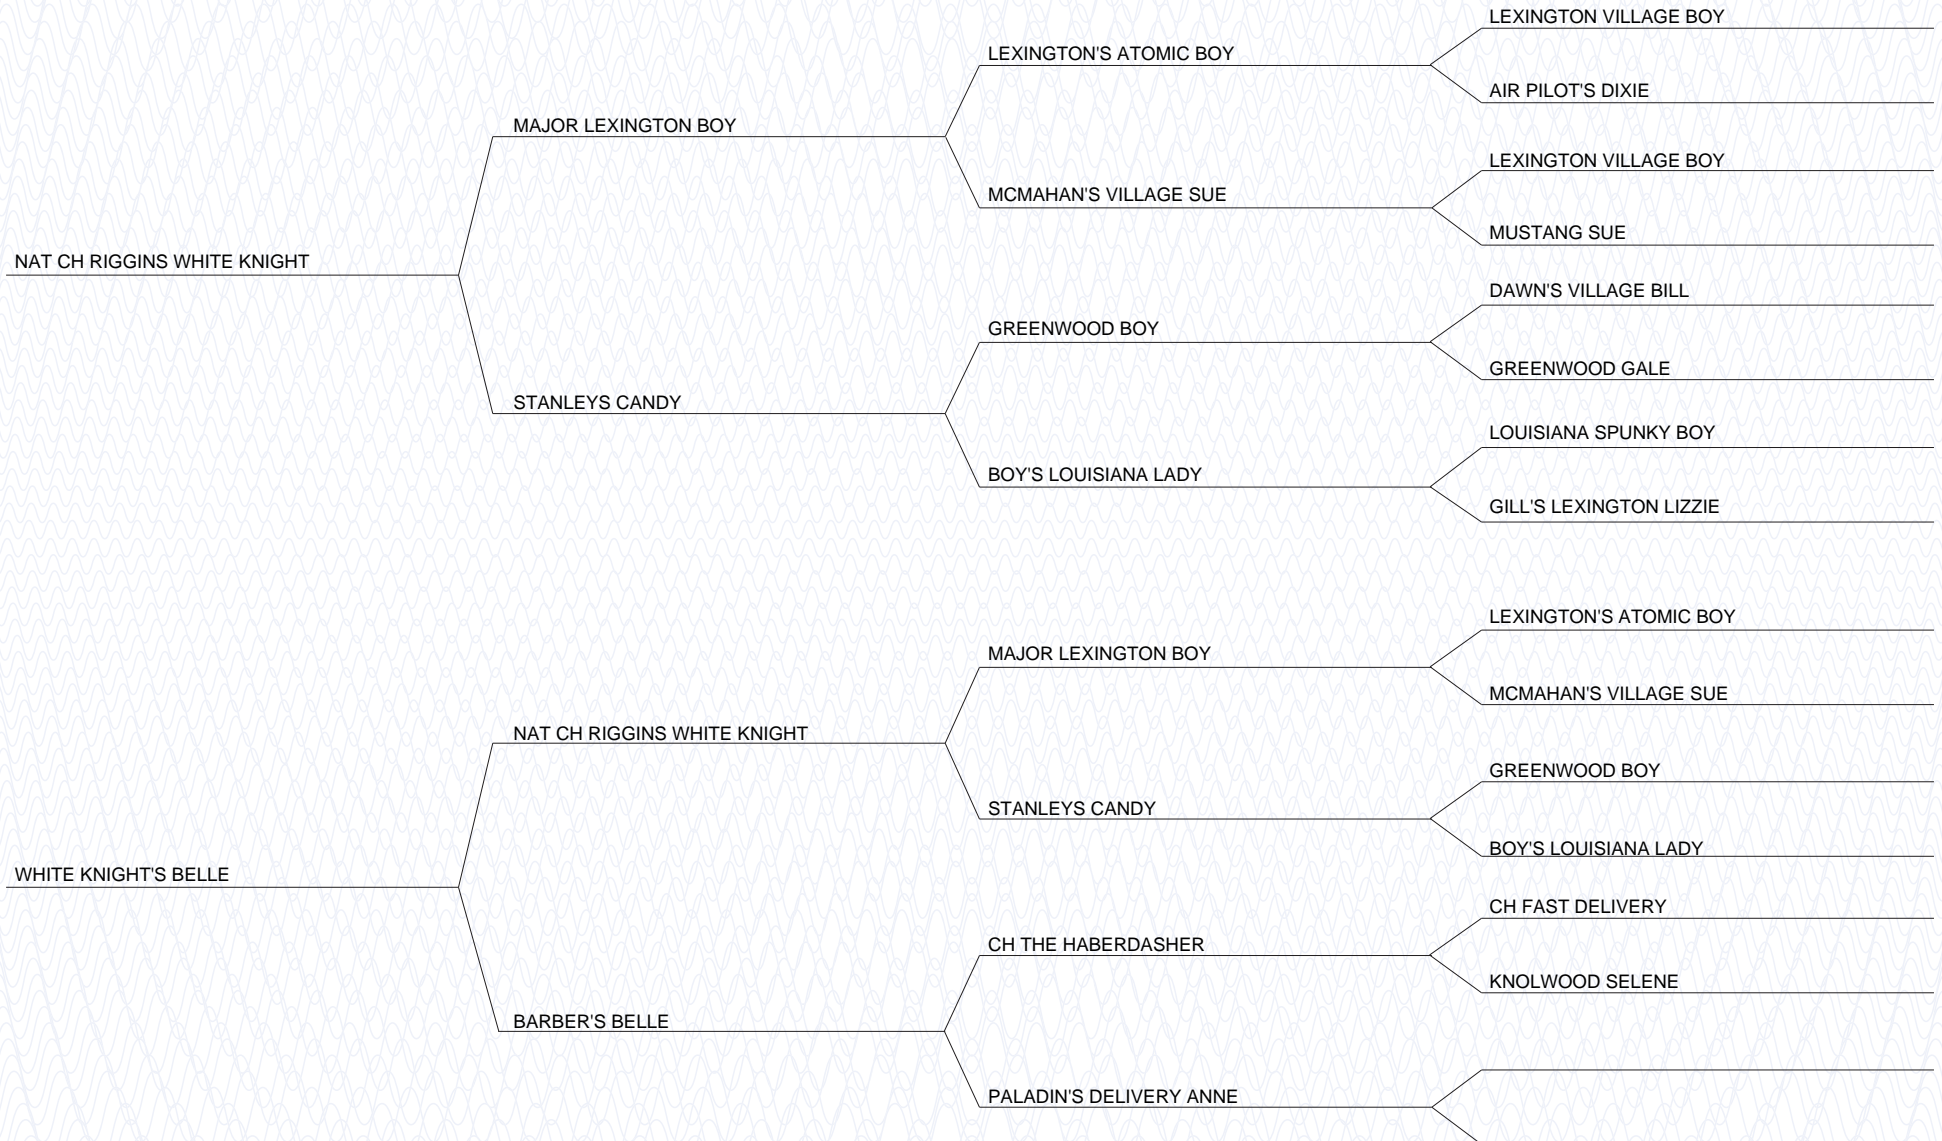 LEXINGTON VILLAGE BOY
LEXINGTON'S ATOMIC BOY
AIR PILOT'S DIXIE
MAJOR LEXINGTON BOY
LEXINGTON VILLAGE BOY
MCMAHAN'S VILLAGE SUE
MUSTANG SUE
NAT CH RIGGINS WHITE KNIGHT
DAWN'S VILLAGE BILL
GREENWOOD BOY
GREENWOOD GALE
STANLEYS CANDY
LOUISIANA SPUNKY BOY
BOY'S LOUISIANA LADY
GILL'S LEXINGTON LIZZIE
LEXINGTON'S ATOMIC BOY
MAJOR LEXINGTON BOY
MCMAHAN'S VILLAGE SUE
NAT CH RIGGINS WHITE KNIGHT
GREENWOOD BOY
STANLEYS CANDY
BOY'S LOUISIANA LADY
WHITE KNIGHT'S BELLE
CH FAST DELIVERY
CH THE HABERDASHER
KNOLWOOD SELENE
BARBER'S BELLE
PALADIN'S DELIVERY ANNE